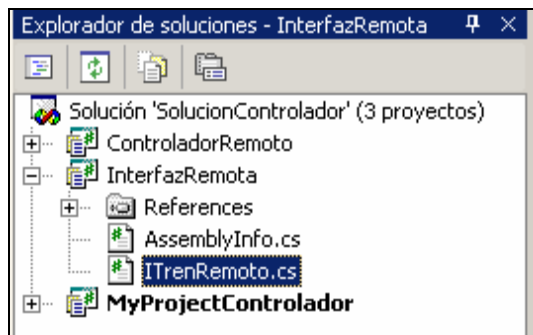 Explorador de soluciones - InterfazRemota
Solución 'SolucionControlador' (3 proyectos)
ControladorRemoto
InterfazRemota
References
AssemblyInfo.cs
ITrenRemoto.cs
MyProjectControlador